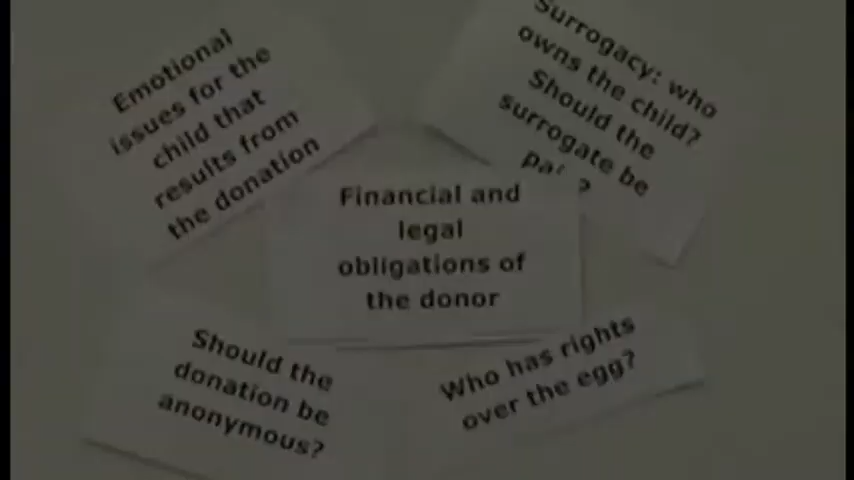 Emotional
issues for the
child that
results from
the donation
Surrogacy: who
owns the child?
Should the
surrogate be
Financial and
legal
obligations of
the donor
Should the
donation be
anonymous?
Who has rights
over the egg?